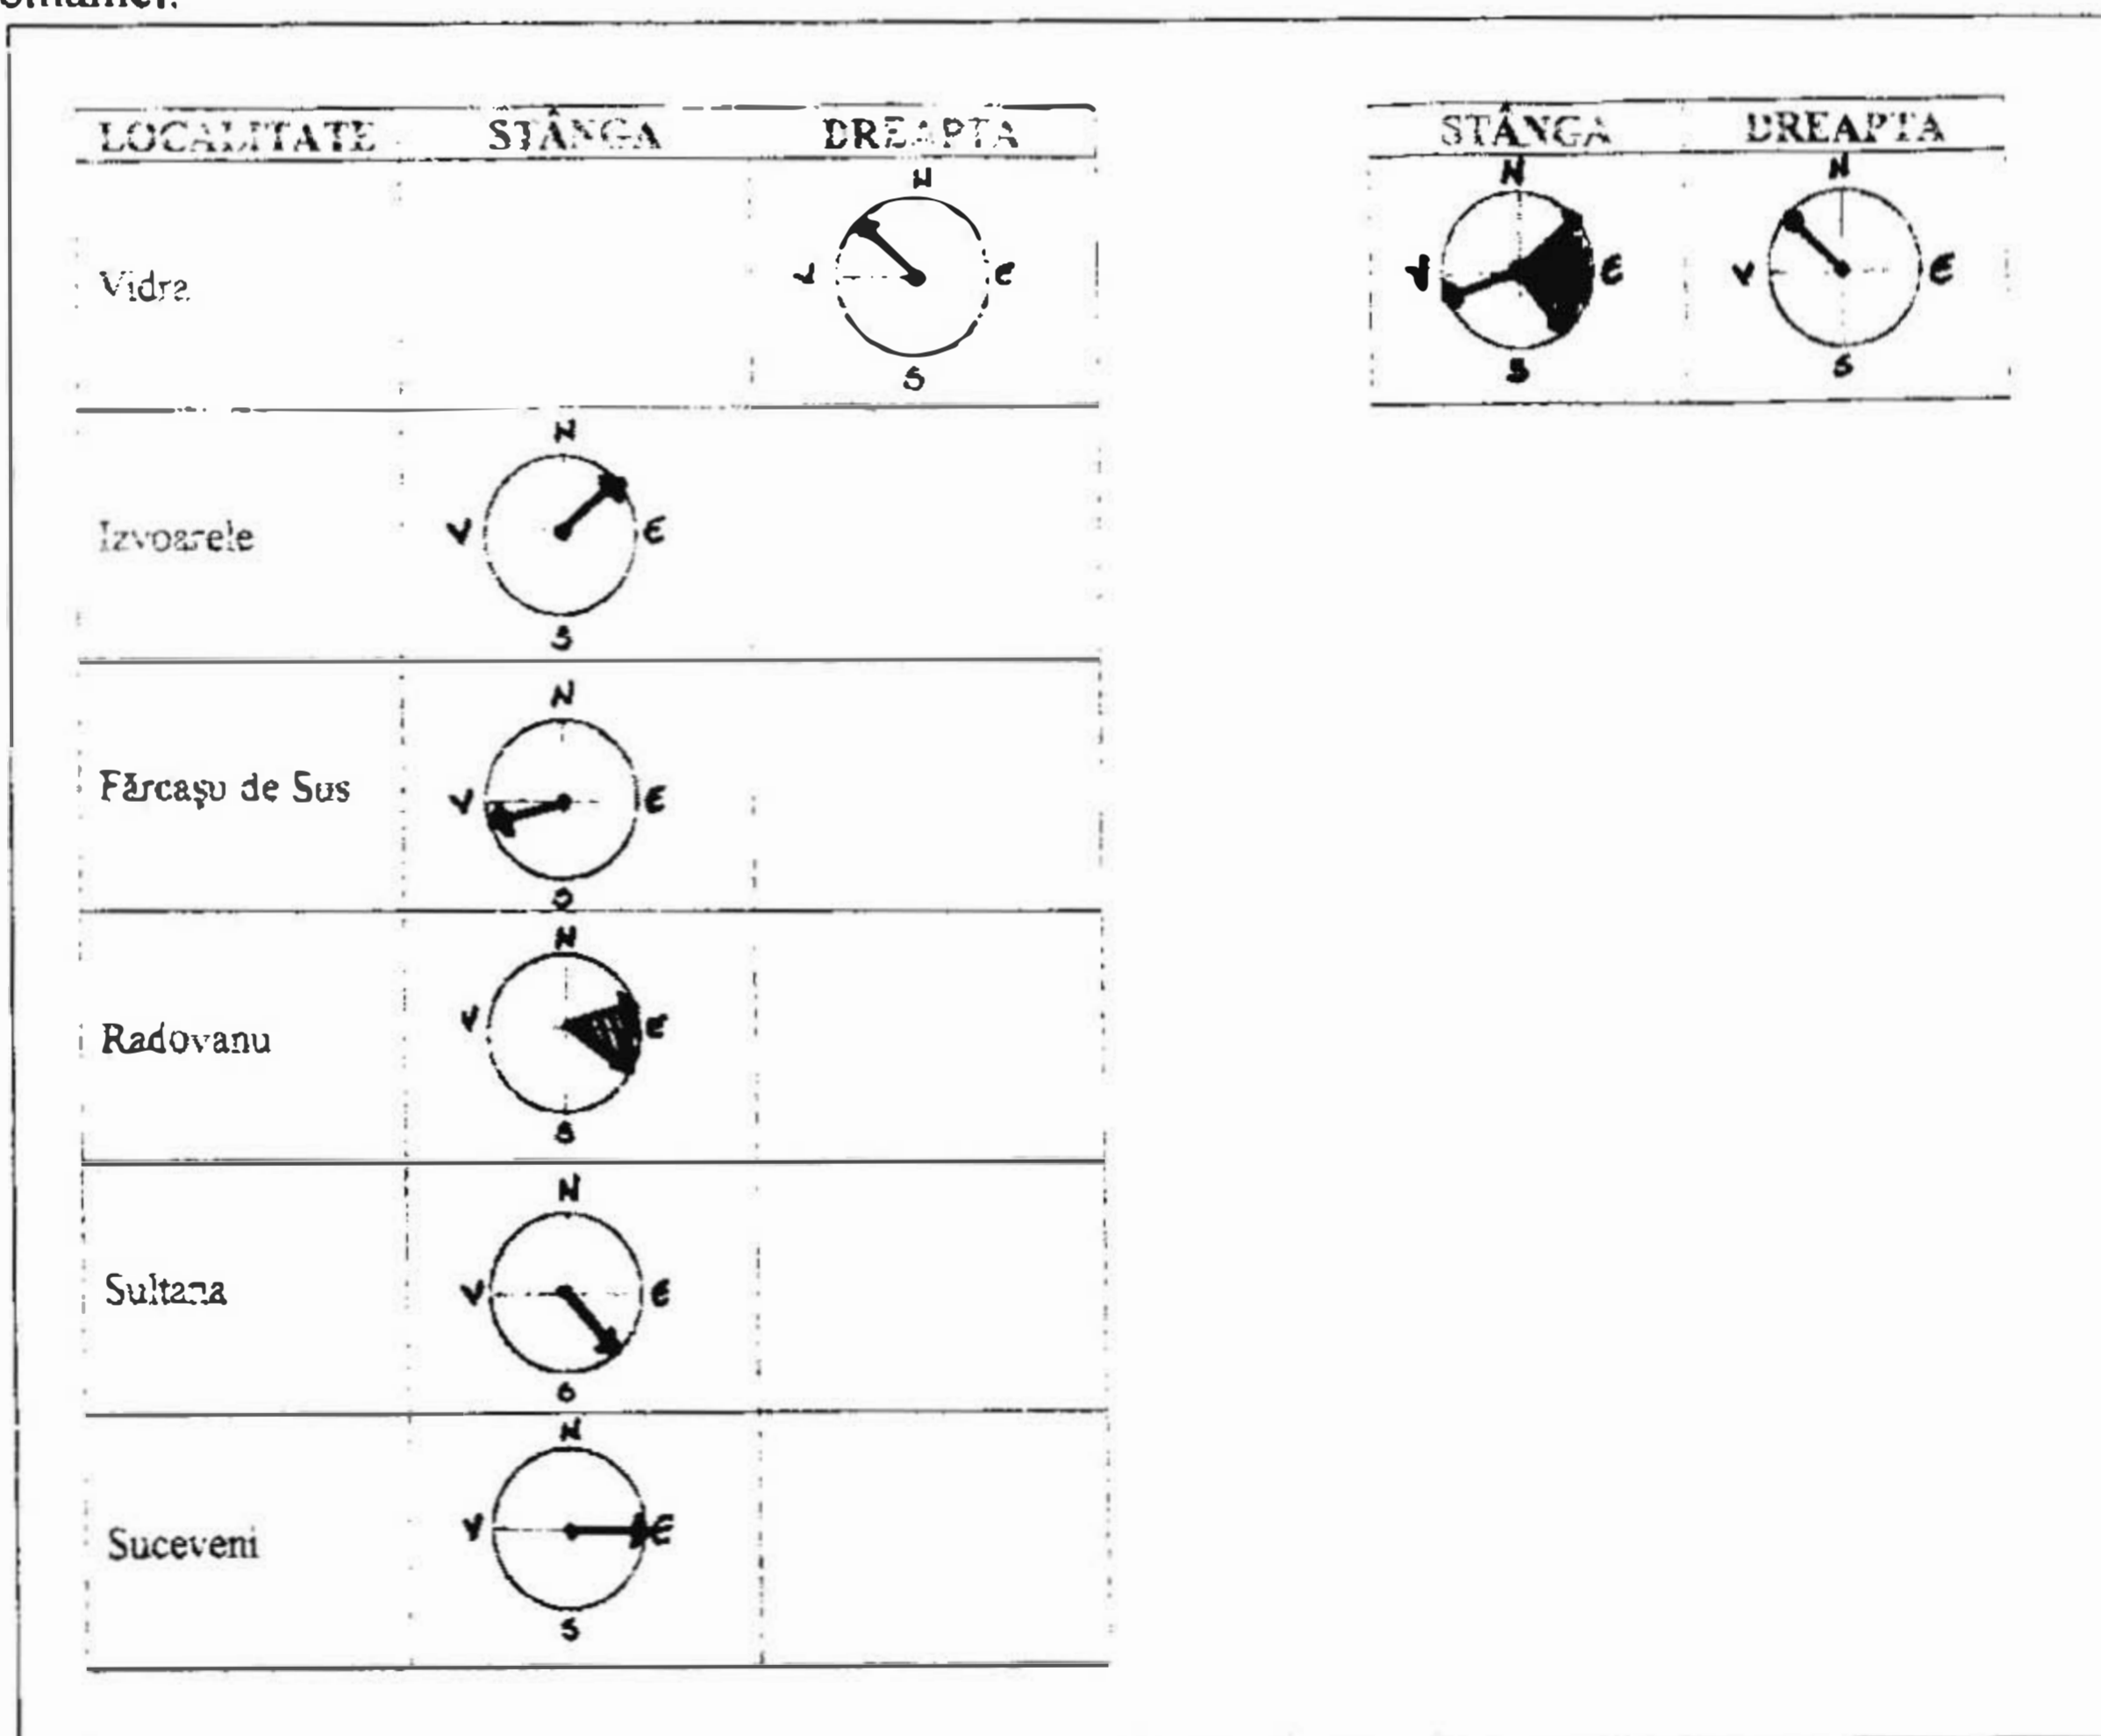 LOCALITATE STÂNGA DREAPTA
N
V E
S
Vidra
N
V E
S
Izvoarele
N
V E
S
Fărcaşu de Sus
N
V E
S
Radovanu
N
V E
S
Sultana
N
V E
S
Suceveni
STÂNGA DREAPTA
N N
V E V E
S S